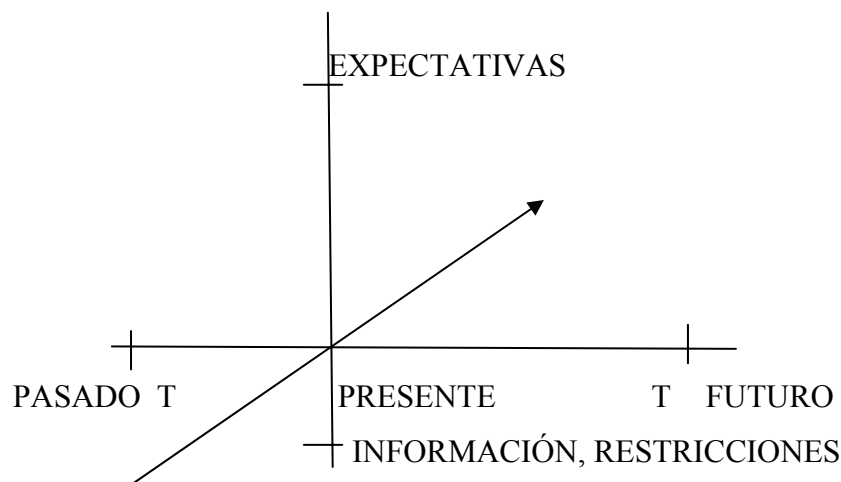 EXPECTATIVAS
PASADO T PRESENTE T FUTURO
INFORMACIÓN, RESTRICCIONES